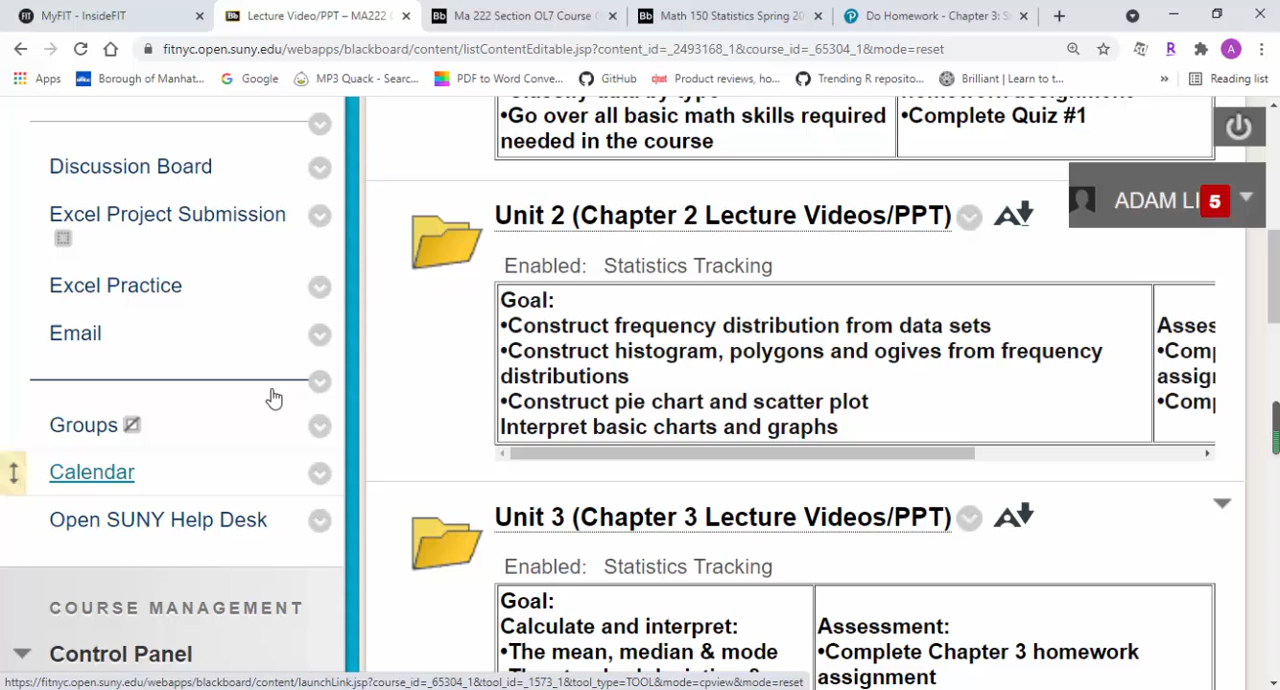 MyFIT - InsideFIT
Lecture Video/PPT – MA222
Ma 222 Section OL7 Course
Math 150 Statistics Spring 20
Do Homework - Chapter 3: S
fitnyc.open.suny.edu/webapps/blackboard/content/listContentEditable.jsp?content_id=_2493168_1&course_id=_65304_1&mode=reset
Apps
Borough of Manhat...
Google
MP3 Quack - Searc...
PDF to Word Conve...
GitHub
Product reviews, ho...
Trending R reposito...
Brilliant | Learn to t...
»
Reading list
Discussion Board
Excel Project Submission
Excel Practice
Email
Groups
Calendar
Open SUNY Help Desk
COURSE MANAGEMENT
Control Panel
ADAM LI 5
•Go over all basic math skills required
needed in the course
•Complete Quiz #1
Unit 2 (Chapter 2 Lecture Videos/PPT)
Enabled: Statistics Tracking
Goal:
•Construct frequency distribution from data sets
•Construct histogram, polygons and ogives from frequency
distributions
•Construct pie chart and scatter plot
Interpret basic charts and graphs
Asses
•Comp
assign
•Comp
Unit 3 (Chapter 3 Lecture Videos/PPT)
Enabled: Statistics Tracking
Goal:
Calculate and interpret:
•The mean, median & mode
Assessment:
•Complete Chapter 3 homework
assignment
https://fitnyc.open.suny.edu/webapps/blackboard/content/launchLink.jsp?course_id=_65304_1&tool_id=_1573_1&tool_type=TOOL&mode=cpview&mode=reset